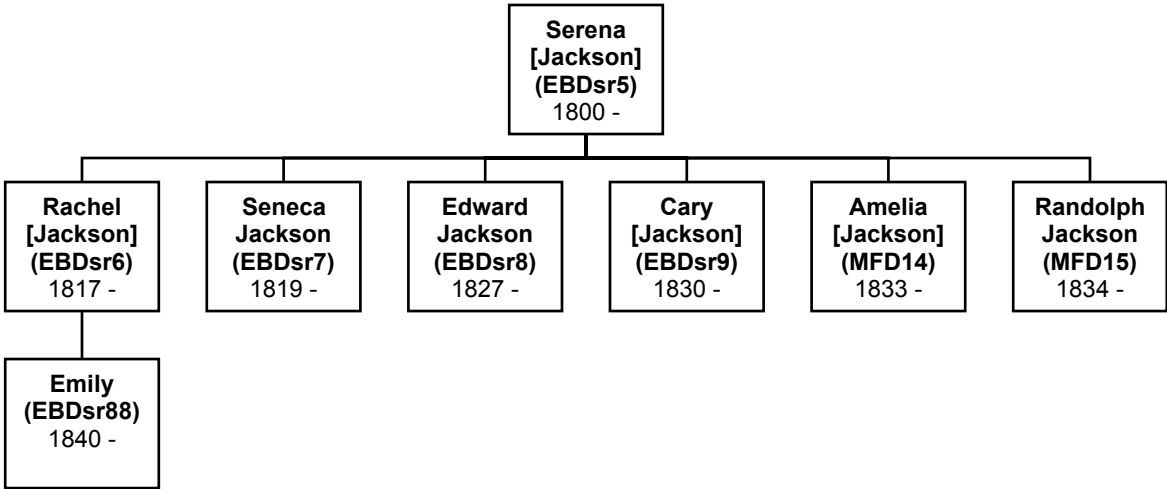 Serena
[Jackson]
(EBDsr5)
1800 -
Rachel
[Jackson]
(EBDsr6)
1817 -
Seneca
Jackson
(EBDsr7)
1819 -
Edward
Jackson
(EBDsr8)
1827 -
Cary
[Jackson]
(EBDsr9)
1830 -
Amelia
[Jackson]
(MFD14)
1833 -
Randolph
Jackson
(MFD15)
1834 -
Emily
(EBDsr88)
1840 -